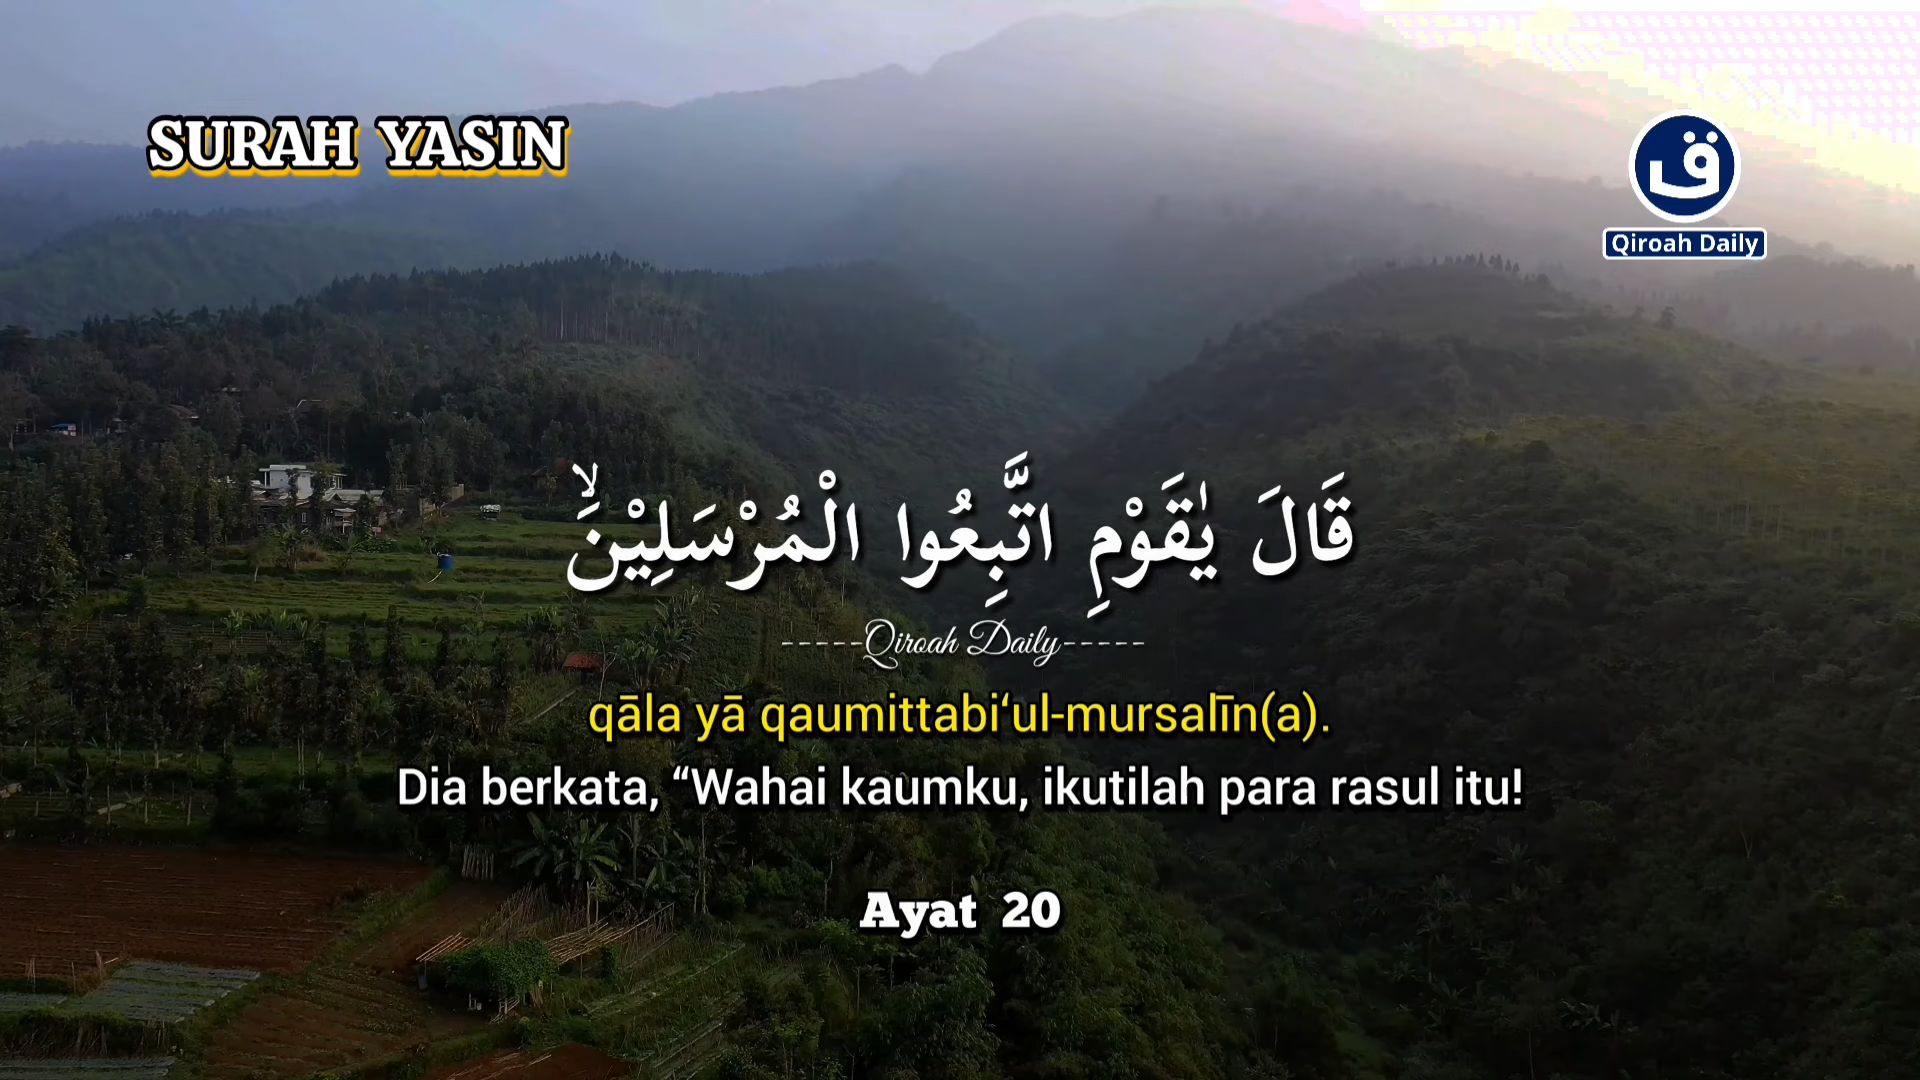 SURAH YASIN
ق
Qiroah Daily
قَالَ يٰقَوْمِ اتَّبِعُوا الْمُرْسَلِيْنَۙ
-----Qiroah Daily-----
qāla yā qaumittabi‘ul-mursalīn(a).
Dia berkata, “Wahai kaumku, ikutilah para rasul itu!
Ayat 20